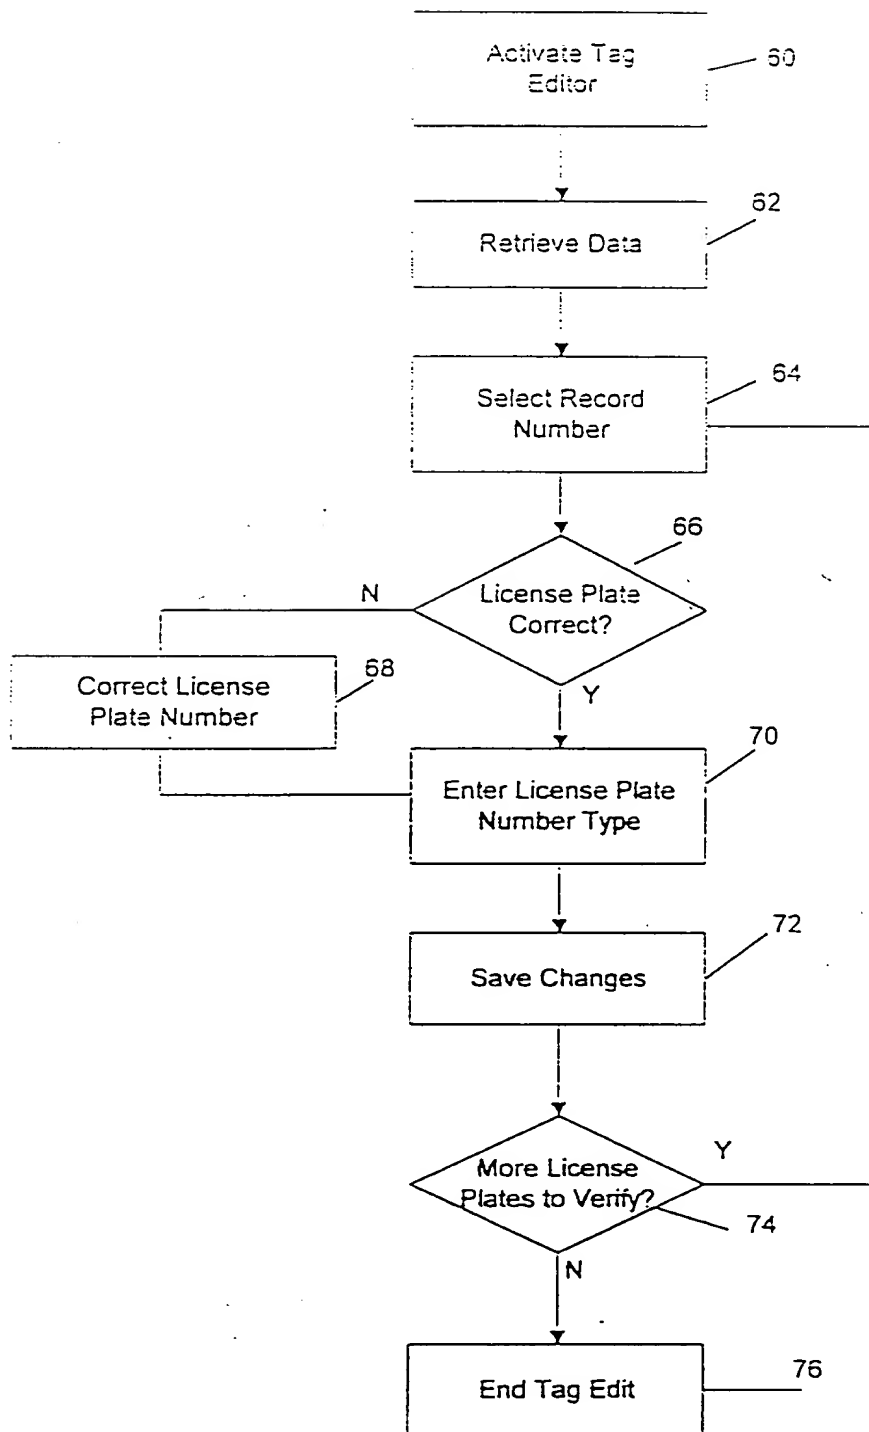 Activate Tag
Editor
60
62
Retrieve Data
64
Select Record
Number
66
N
License Plate
Correct?
Correct License
Plate Number
68
Y
70
Enter License Plate
Number Type
72
Save Changes
Y
More License
Plates to Verify?
74
N
End Tag Edit
76